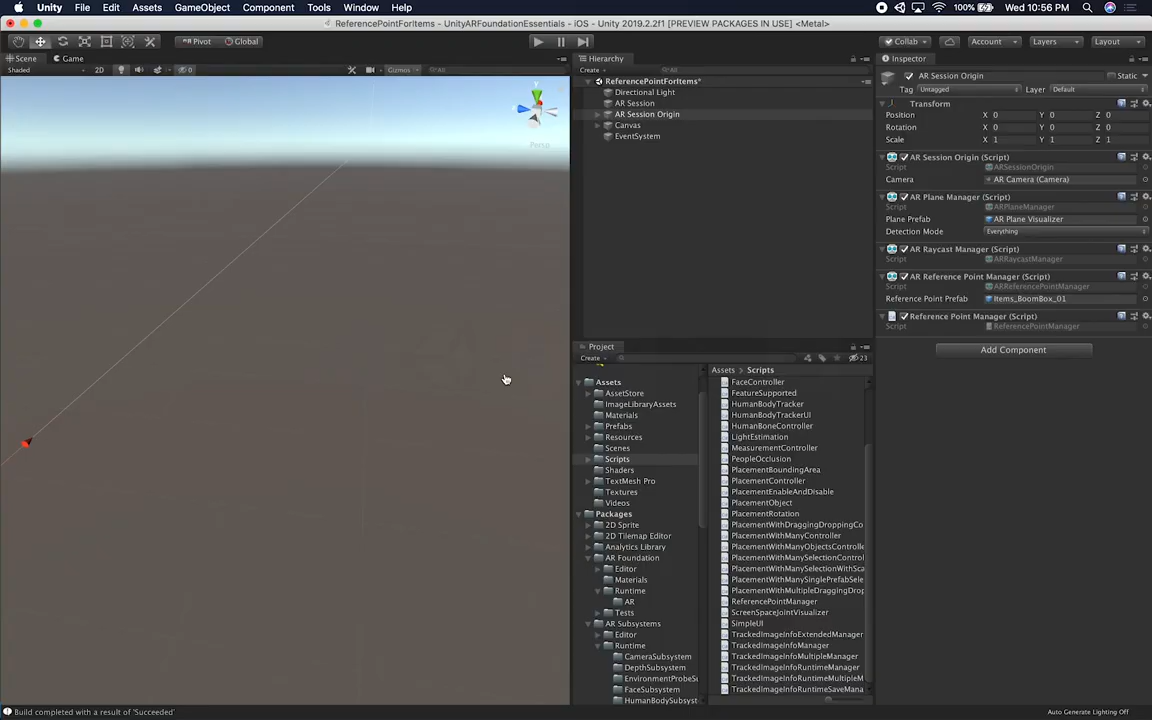 Unity File Edit Assets GameObject Component Tools Window Help 100% Wed 10:56 PM
ReferencePointForItems - UnityARFoundationEssentials - iOS - Unity 2019.2.2f1 [PREVIEW PACKAGES IN USE] <Metal>
Pivot Global Collab Account Layers Layout
Scene Game
Shaded 2D 0 Gizmos All
Persp
Hierarchy
Create All
ReferencePointForItems*
Directional Light
AR Session
AR Session Origin
Canvas
EventSystem
Project
Create 23
Assets
AssetStore
ImageLibraryAssets
Materials
Prefabs
Resources
Scenes
Scripts
Shaders
TextMesh Pro
Textures
Videos
Packages
2D Sprite
2D Tilemap Editor
Analytics Library
AR Foundation
Editor
Materials
Runtime
AR
Tests
AR Subsystems
Editor
Runtime
CameraSubsystem
DepthSubsystem
EnvironmentProbeSu
FaceSubsystem
HumanBodySubsyst
Assets > Scripts
FaceController
FeatureSupported
HumanBodyTracker
HumanBodyTrackerUI
HumanBoneController
LightEstimation
MeasurementController
PeopleOcclusion
PlacementBoundingArea
PlacementController
PlacementEnableAndDisable
PlacementObject
PlacementRotation
PlacementWithDraggingDroppingCo
PlacementWithManyController
PlacementWithManyObjectsControlle
PlacementWithManySelectionControl
PlacementWithManySelectionWithSca
PlacementWithManySinglePrefabSele
PlacementWithMultipleDraggingDrop
ReferencePointManager
ScreenSpaceJointVisualizer
SimpleUI
TrackedImageInfoExtendedManager
TrackedImageInfoManager
TrackedImageInfoMultipleManager
TrackedImageInfoRuntimeManager
TrackedImageInfoRuntimeMultipleM
TrackedImageInfoRuntimeSaveMana
Inspector
AR Session Origin Static
Tag Untagged Layer Default
Transform
Position X 0 Y 0 Z 0
Rotation X 0 Y 0 Z 0
Scale X 1 Y 1 Z 1
AR Session Origin (Script)
Script ARSessionOrigin
Camera AR Camera (Camera)
AR Plane Manager (Script)
Script ARPlaneManager
Plane Prefab AR Plane Visualizer
Detection Mode Everything
AR Raycast Manager (Script)
Script ARRaycastManager
AR Reference Point Manager (Script)
Script ARReferencePointManager
Reference Point Prefab Items_BoomBox_01
Reference Point Manager (Script)
Script ReferencePointManager
Add Component
Build completed with a result of 'Succeeded' Auto Generate Lighting Off